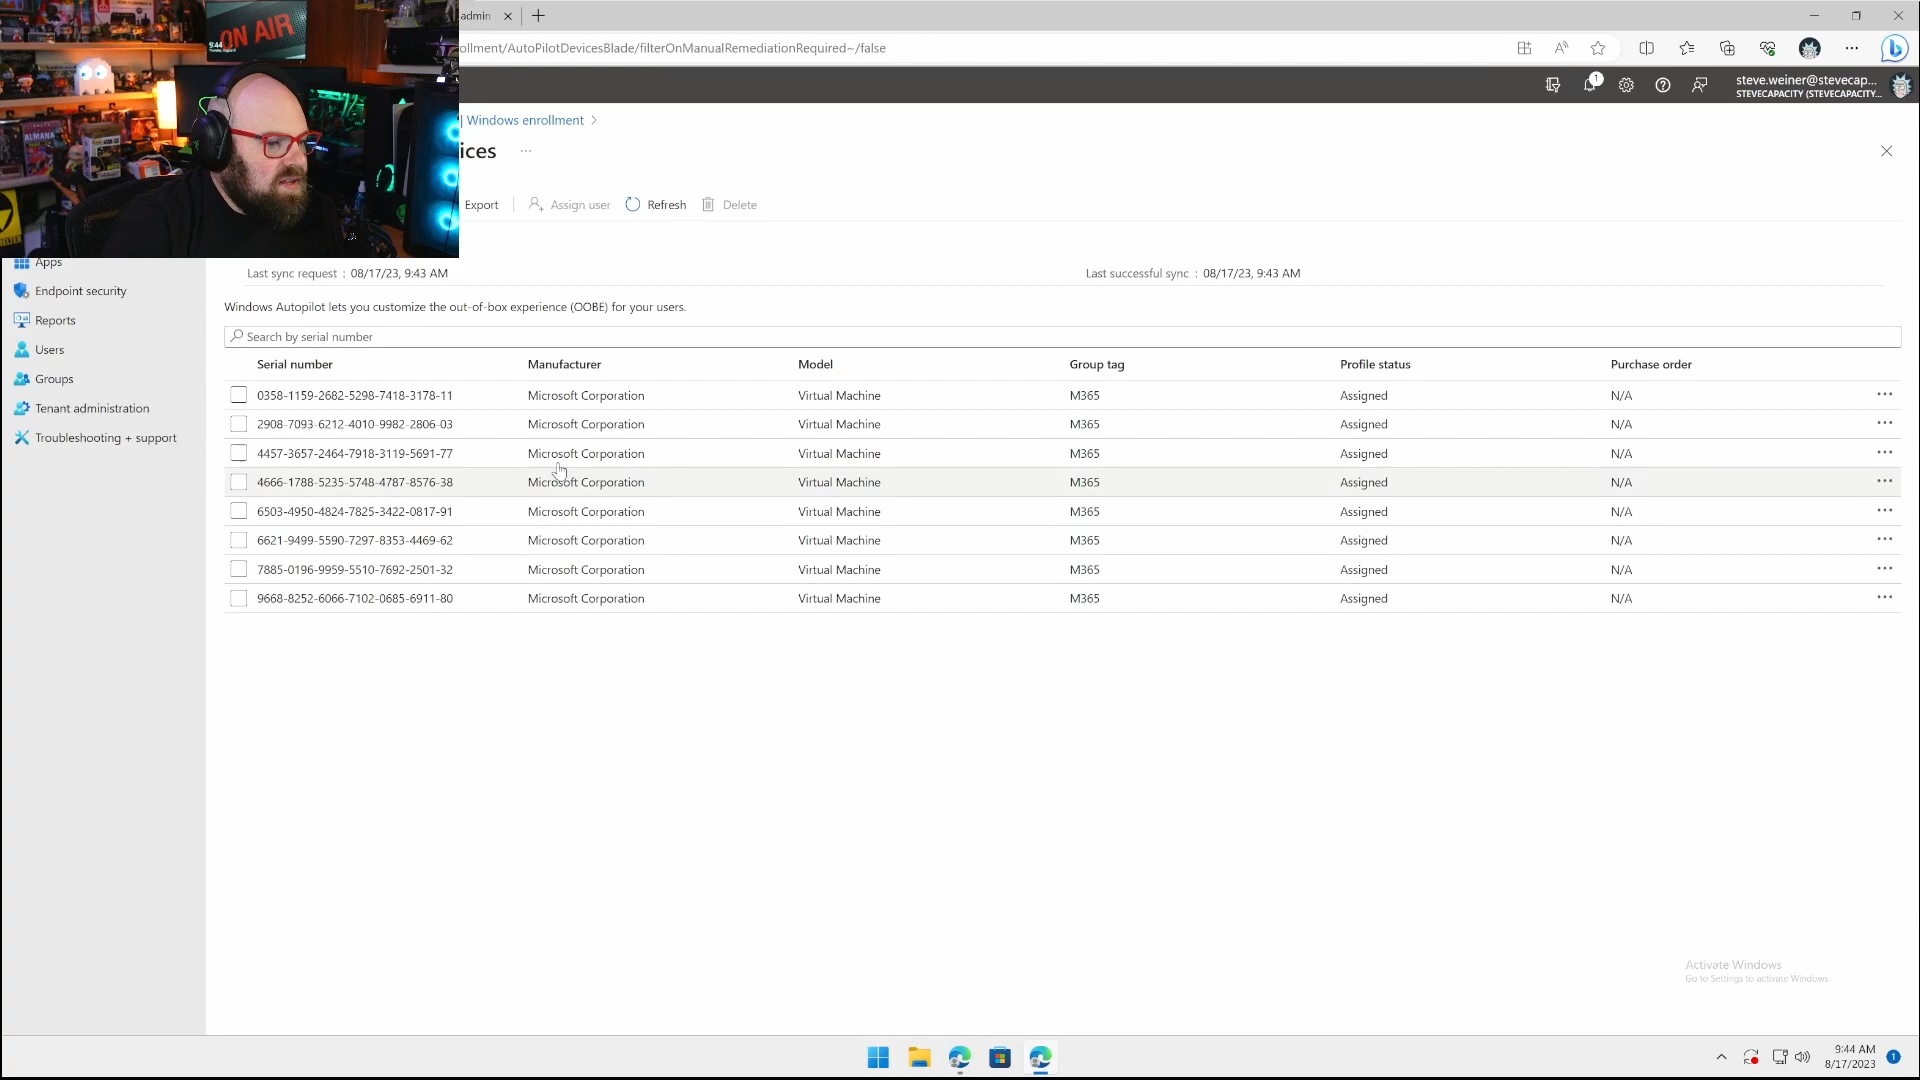 admin
ollment/AutoPilotDevicesBlade/filterOnManualRemediationRequired~/false
ON AIR
9:44
1
steve.weiner@stevecap...
STEVECAPACITY (STEVECAPACITY...
Windows enrollment >
ices ...
Export Assign user Refresh Delete
ALMANA
Apps
Endpoint security
Reports
Users
Groups
Tenant administration
Troubleshooting + support
Last sync request : 08/17/23, 9:43 AM Last successful sync : 08/17/23, 9:43 AM
Windows Autopilot lets you customize the out-of-box experience (OOBE) for your users.
Search by serial number
Serial number Manufacturer Model Group tag Profile status Purchase order
0358-1159-2682-5298-7418-3178-11 Microsoft Corporation Virtual Machine M365 Assigned N/A ...
2908-7093-6212-4010-9982-2806-03 Microsoft Corporation Virtual Machine M365 Assigned N/A ...
4457-3657-2464-7918-3119-5691-77 Microsoft Corporation Virtual Machine M365 Assigned N/A ...
4666-1788-5235-5748-4787-8576-38 Microsoft Corporation Virtual Machine M365 Assigned N/A ...
6503-4950-4824-7825-3422-0817-91 Microsoft Corporation Virtual Machine M365 Assigned N/A ...
6621-9499-5590-7297-8353-4469-62 Microsoft Corporation Virtual Machine M365 Assigned N/A ...
7885-0196-9959-5510-7692-2501-32 Microsoft Corporation Virtual Machine M365 Assigned N/A ...
9668-8252-6066-7102-0685-6911-80 Microsoft Corporation Virtual Machine M365 Assigned N/A ...
Activate Windows
Go to Settings to activate Windows.
9:44 AM
8/17/2023
1